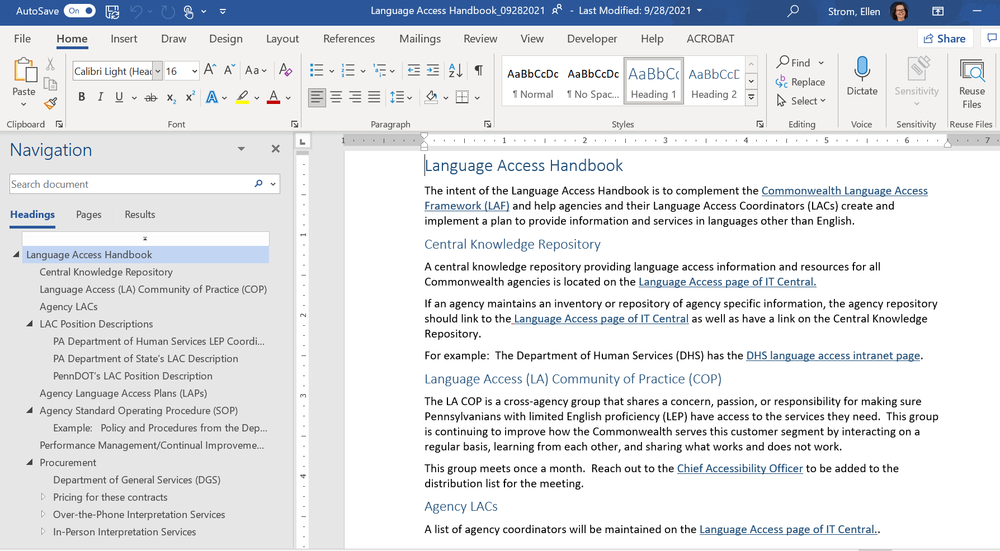 AutoSave On Language Access Handbook_09282021 - Last Modified: 9/28/2021 Strom, Ellen
File Home Insert Draw Design Layout References Mailings Review View Developer Help ACROBAT Share
Calibri Light (Head 16 Aa
AaBbCcDc AaBbCcDc AaBbCc AaBbCcD
Find
Replace
Select
Paste
B I U ab x2 x2 A A
¶ Normal ¶ No Spac... Heading 1 Heading 2
Dictate
Sensitivity
Reuse
Files
Clipboard Font Paragraph Styles Editing Voice Sensitivity Reuse Files
Navigation
Search document
Headings Pages Results
Language Access Handbook
Central Knowledge Repository
Language Access (LA) Community of Practice (COP)
Agency LACs
LAC Position Descriptions
PA Department of Human Services LEP Coordi...
PA Department of State's LAC Description
PennDOT's LAC Position Description
Agency Language Access Plans (LAPs)
Agency Standard Operating Procedure (SOP)
Example:   Policy and Procedures from the Dep...
Performance Management/Continual Improveme...
Procurement
Department of General Services (DGS)
Pricing for these contracts
Over-the-Phone Interpretation Services
In-Person Interpretation Services
1 1 2 3 4 5 6 7
1
2
3
4
Language Access Handbook
The intent of the Language Access Handbook is to complement the Commonwealth Language Access
Framework (LAF) and help agencies and their Language Access Coordinators (LACs) create and
implement a plan to provide information and services in languages other than English.
Central Knowledge Repository
A central knowledge repository providing language access information and resources for all
Commonwealth agencies is located on the Language Access page of IT Central.
If an agency maintains an inventory or repository of agency specific information, the agency repository
should link to the Language Access page of IT Central as well as have a link on the Central Knowledge
Repository.
For example:  The Department of Human Services (DHS) has the DHS language access intranet page.
Language Access (LA) Community of Practice (COP)
The LA COP is a cross-agency group that shares a concern, passion, or responsibility for making sure
Pennsylvanians with limited English proficiency (LEP) have access to the services they need.  This group
is continuing to improve how the Commonwealth serves this customer segment by interacting on a
regular basis, learning from each other, and sharing what works and does not work.
This group meets once a month.  Reach out to the Chief Accessibility Officer to be added to the
distribution list for the meeting.
Agency LACs
A list of agency coordinators will be maintained on the Language Access page of IT Central..